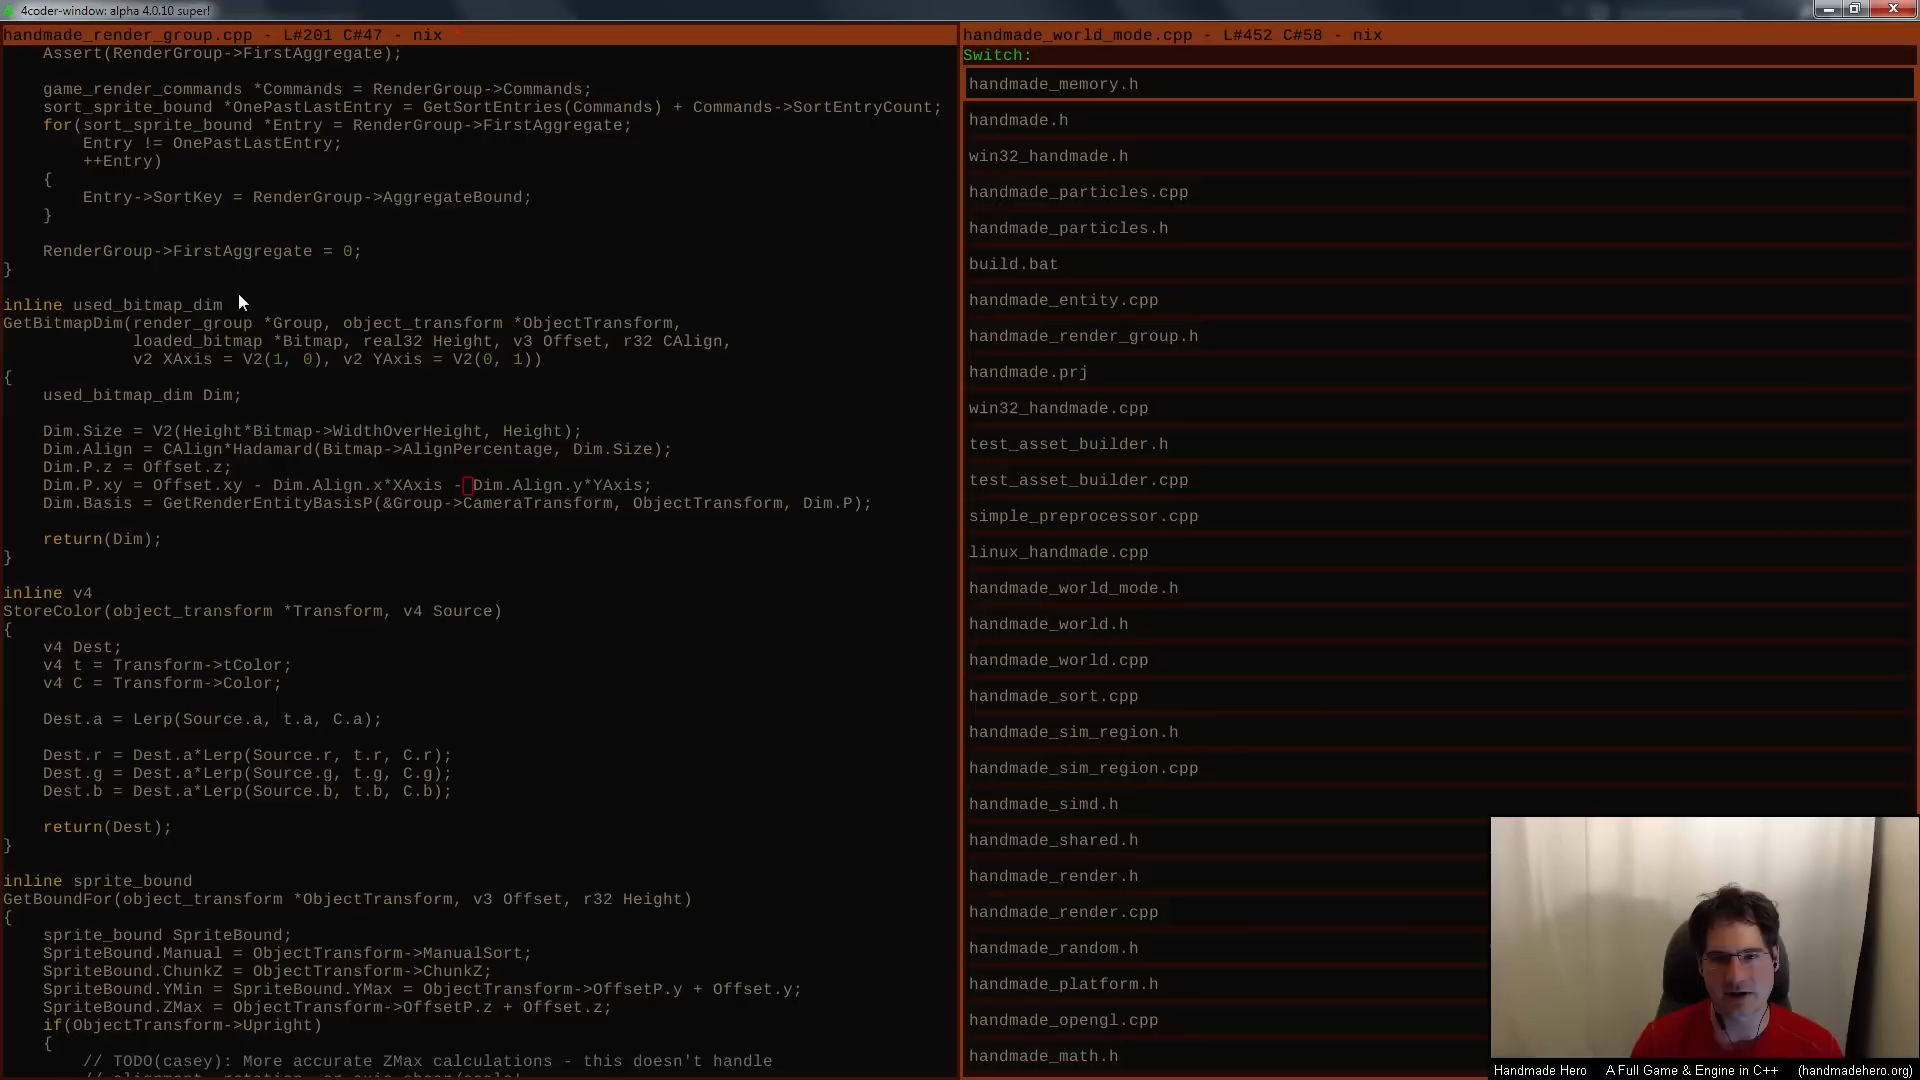 4coder-window: alpha 4.0.10 super!
handmade_render_group.cpp - L#201 C#47 - nix *
    Assert(RenderGroup->FirstAggregate);
    game_render_commands *Commands = RenderGroup->Commands;
    sort_sprite_bound *OnePastLastEntry = GetSortEntries(Commands) + Commands->SortEntryCount;
    for(sort_sprite_bound *Entry = RenderGroup->FirstAggregate;
        Entry != OnePastLastEntry;
        ++Entry)
    {
        Entry->SortKey = RenderGroup->AggregateBound;
    }
    RenderGroup->FirstAggregate = 0;
}
inline used_bitmap_dim
GetBitmapDim(render_group *Group, object_transform *ObjectTransform,
             loaded_bitmap *Bitmap, real32 Height, v3 Offset, r32 CAlign,
             v2 XAxis = V2(1, 0), v2 YAxis = V2(0, 1))
{
    used_bitmap_dim Dim;
    Dim.Size = V2(Height*Bitmap->WidthOverHeight, Height);
    Dim.Align = CAlign*Hadamard(Bitmap->AlignPercentage, Dim.Size);
    Dim.P.z = Offset.z;
    Dim.P.xy = Offset.xy - Dim.Align.x*XAxis - Dim.Align.y*YAxis;
    Dim.Basis = GetRenderEntityBasisP(&Group->CameraTransform, ObjectTransform, Dim.P);
    return(Dim);
}
inline v4
StoreColor(object_transform *Transform, v4 Source)
{
    v4 Dest;
    v4 t = Transform->tColor;
    v4 C = Transform->Color;
    Dest.a = Lerp(Source.a, t.a, C.a);
    Dest.r = Dest.a*Lerp(Source.r, t.r, C.r);
    Dest.g = Dest.a*Lerp(Source.g, t.g, C.g);
    Dest.b = Dest.a*Lerp(Source.b, t.b, C.b);
    return(Dest);
}
inline sprite_bound
GetBoundFor(object_transform *ObjectTransform, v3 Offset, r32 Height)
{
    sprite_bound SpriteBound;
    SpriteBound.Manual = ObjectTransform->ManualSort;
    SpriteBound.ChunkZ = ObjectTransform->ChunkZ;
    SpriteBound.YMin = SpriteBound.YMax = ObjectTransform->OffsetP.y + Offset.y;
    SpriteBound.ZMax = ObjectTransform->OffsetP.z + Offset.z;
    if(ObjectTransform->Upright)
    {
        // TODO(casey): More accurate ZMax calculations - this doesn't handle
handmade_world_mode.cpp - L#452 C#58 - nix
Switch:
handmade_memory.h
handmade.h
win32_handmade.h
handmade_particles.cpp
handmade_particles.h
build.bat
handmade_entity.cpp
handmade_render_group.h
handmade.prj
win32_handmade.cpp
test_asset_builder.h
test_asset_builder.cpp
simple_preprocessor.cpp
linux_handmade.cpp
handmade_world_mode.h
handmade_world.h
handmade_world.cpp
handmade_sort.cpp
handmade_sim_region.h
handmade_sim_region.cpp
handmade_simd.h
handmade_shared.h
handmade_render.h
handmade_render.cpp
handmade_random.h
handmade_platform.h
handmade_opengl.cpp
handmade_math.h
Handmade Hero A Full Game & Engine in C++ (handmadehero.org)